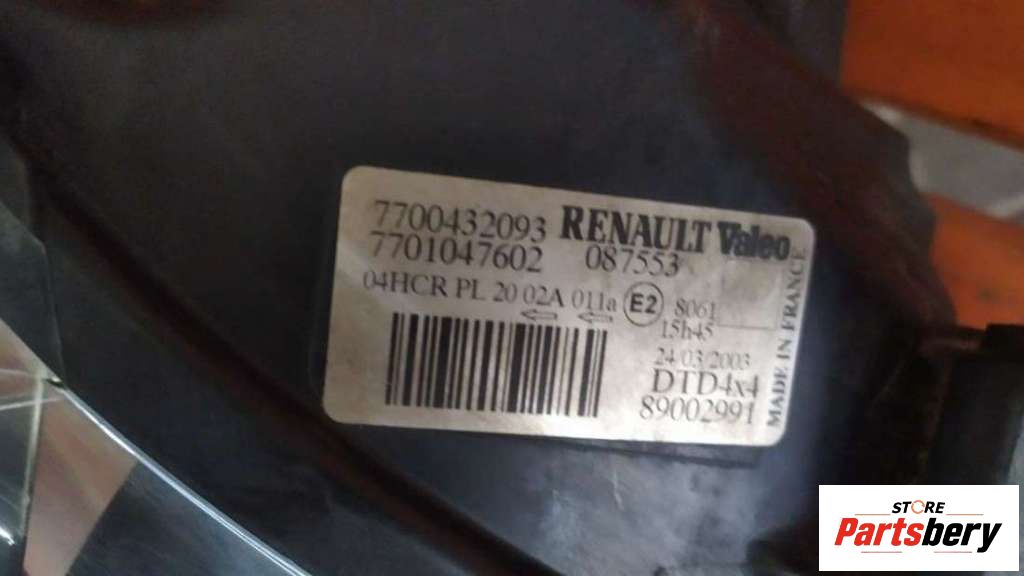 7700432093 RENAULT Valeo
7701047602 087553
04HCR PL 20 02A 011a E2 8061
15h45
24/03/2003
DTD4x4
89002991
MADE IN FRANCE
STORE
Partsbery